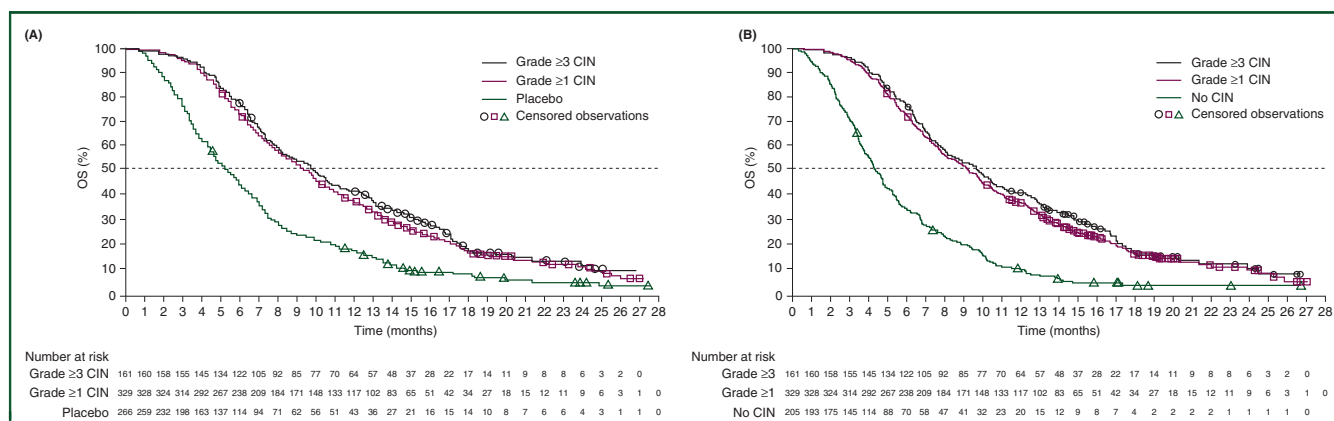 (A)
100
90
80
70
60
50
40
30
20
10
0
OS (%)
Grade ≥3 CIN
Grade ≥1 CIN
Placebo
Censored observations
0 1 2 3 4 5 6 7 8 9 10 11 12 13 14 15 16 17 18 19 20 21 22 23 24 25 26 27 28
Time (months)
Number at risk
Grade ≥3 CIN 161 160 158 155 145 134 122 105 92 85 77 70 64 57 48 37 28 22 17 14 11 9 8 8 6 3 2 0
Grade ≥1 CIN 329 328 324 314 292 267 238 209 184 171 148 133 117 102 83 65 51 42 34 27 18 15 12 11 9 6 3 1 0
Placebo 266 259 232 198 163 137 114 94 71 62 56 51 43 36 27 21 16 15 14 10 8 7 6 6 4 3 1 1 0
(B)
100
90
80
70
60
50
40
30
20
10
0
OS (%)
Grade ≥3 CIN
Grade ≥1 CIN
No CIN
Censored observations
0 1 2 3 4 5 6 7 8 9 10 11 12 13 14 15 16 17 18 19 20 21 22 23 24 25 26 27 28
Time (months)
Number at risk
Grade ≥3 161 160 158 155 145 134 122 105 92 85 77 70 64 57 48 37 28 22 17 14 11 9 8 8 6 3 2 0
Grade ≥1 329 328 324 314 292 267 238 209 184 171 148 133 117 102 83 65 51 42 34 27 18 15 12 11 9 6 3 1 0
No CIN 205 193 175 145 114 88 70 58 47 41 32 23 20 15 12 9 8 7 4 2 2 2 2 1 1 1 1 0